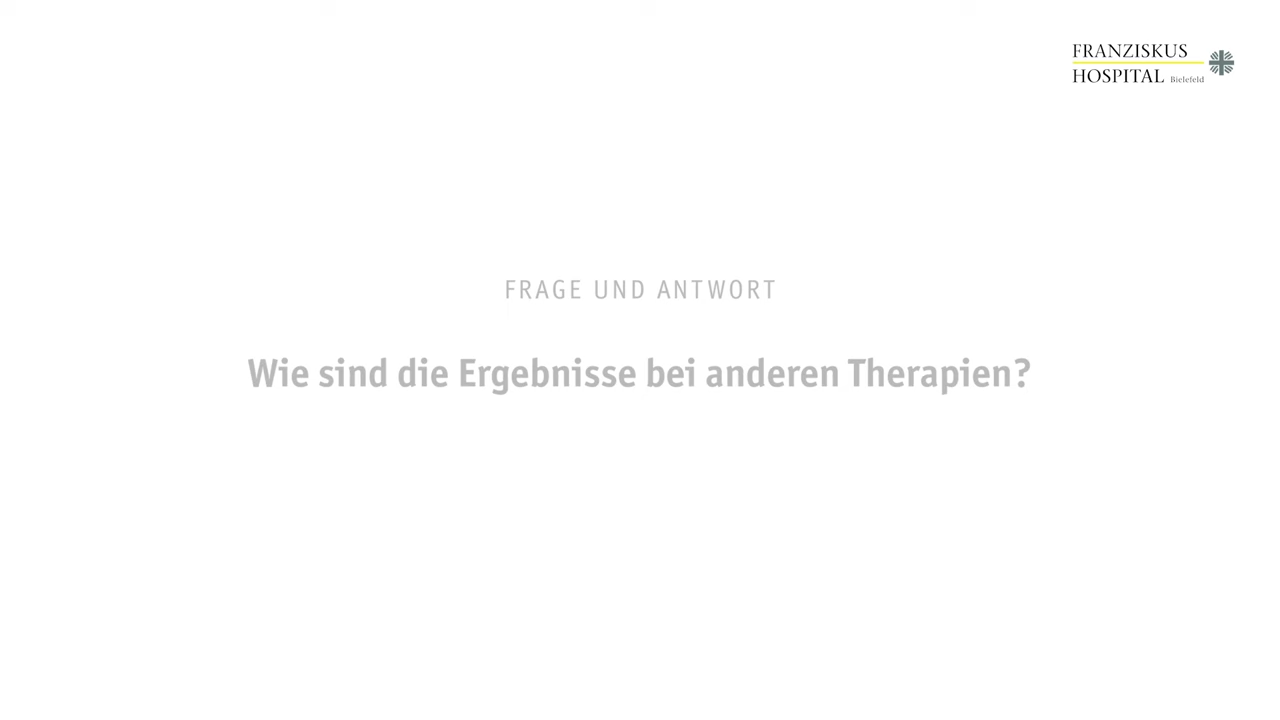 FRANZISKUS
HOSPITAL Bielefeld
FRAGE UND ANTWORT
Wie sind die Ergebnisse bei anderen Therapien?